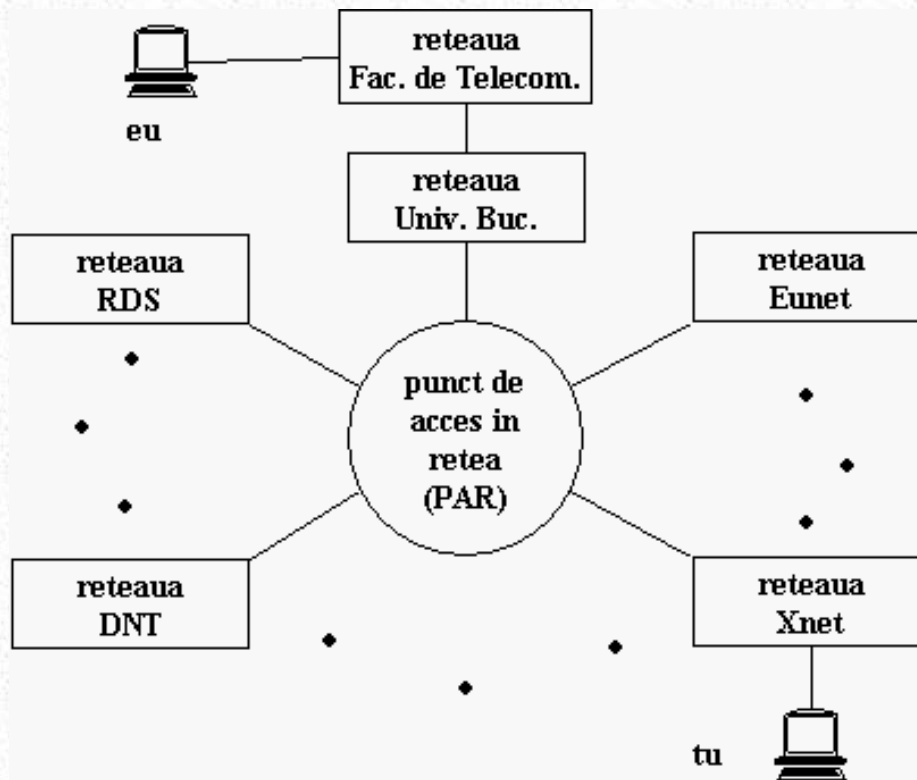 reteaua
Fac. de Telecom.
eu
reteaua
Univ. Buc.
reteaua
RDS
reteaua
Eunet
punct de
acces in
retea
(PAR)
reteaua
DNT
reteaua
Xnet
tu